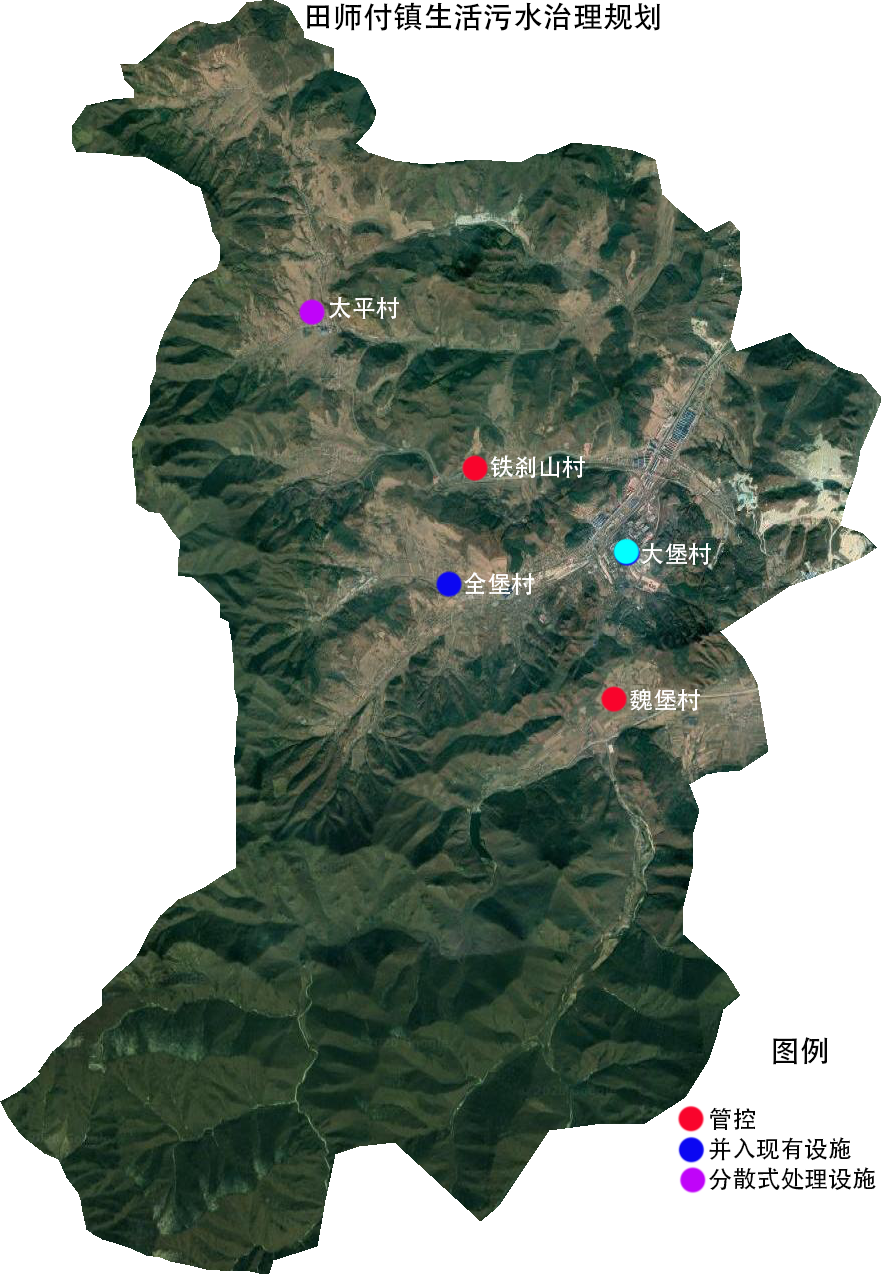 田师付镇生活污水治理规划
太平村
铁刹山村
大堡村
全堡村
魏堡村
图例
管控
并入现有设施
分散式处理设施